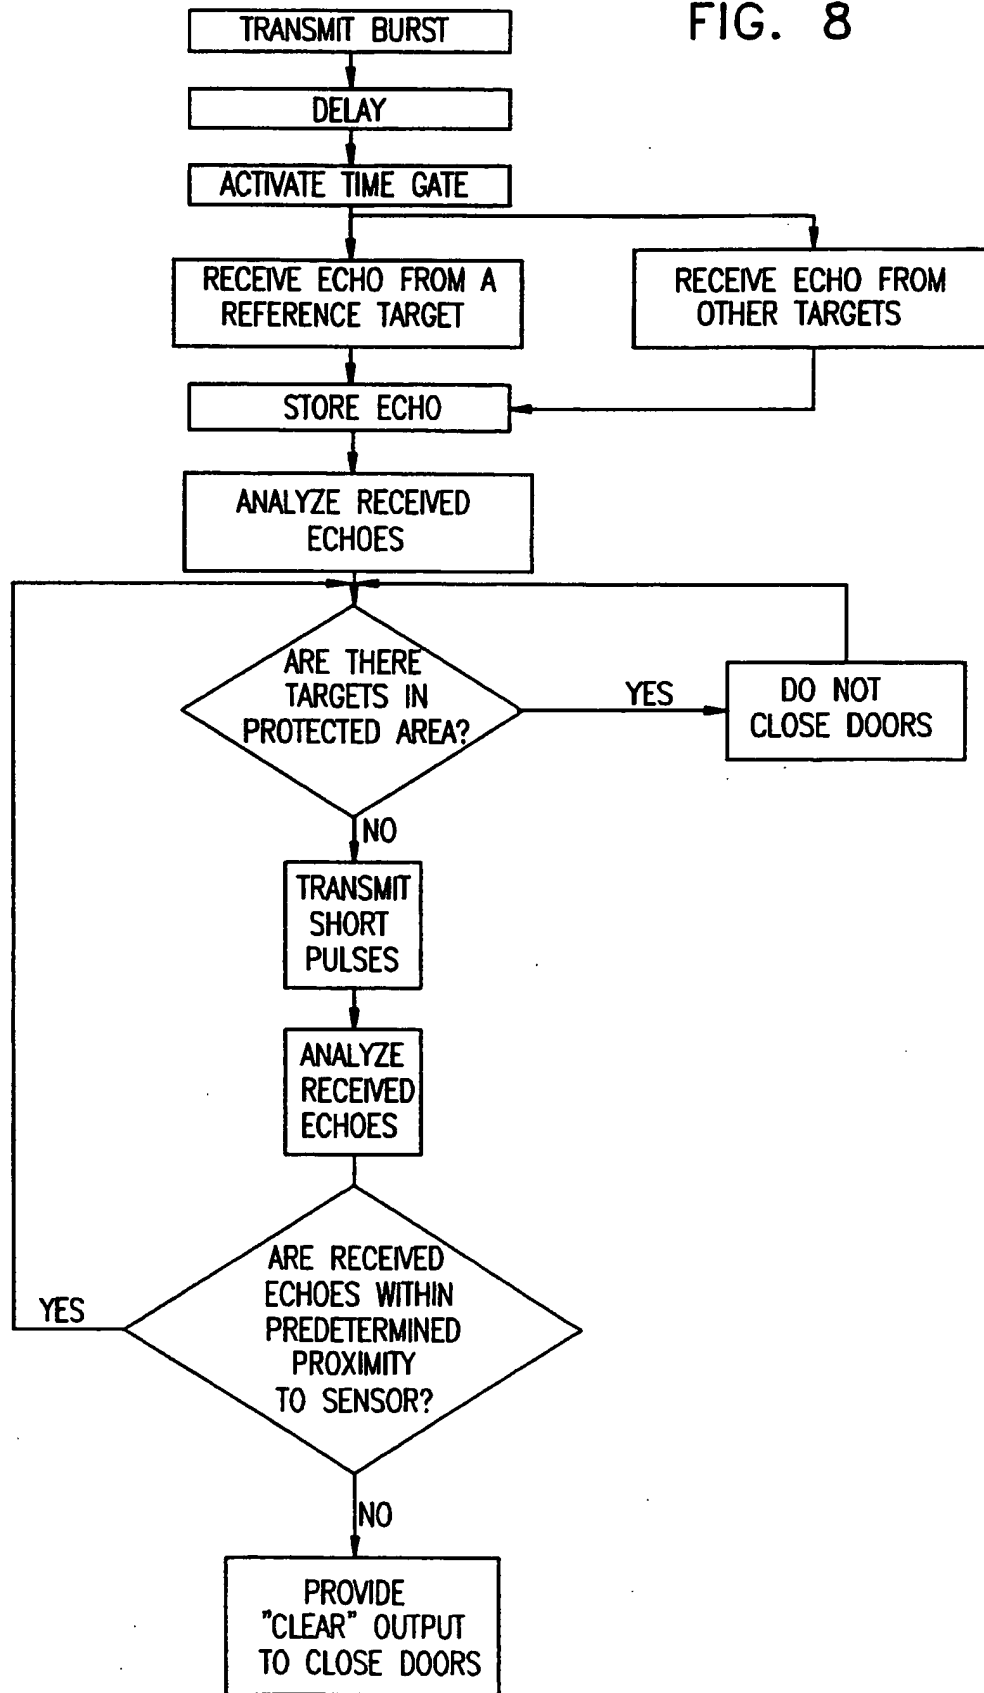 FIG. 8
TRANSMIT BURST
DELAY
ACTIVATE TIME GATE
RECEIVE ECHO FROM A
REFERENCE TARGET
RECEIVE ECHO FROM
OTHER TARGETS
STORE ECHO
ANALYZE RECEIVED
ECHOES
ARE THERE
TARGETS IN
PROTECTED AREA?
YES
DO NOT
CLOSE DOORS
NO
TRANSMIT
SHORT
PULSES
ANALYZE
RECEIVED
ECHOES
ARE RECEIVED
ECHOES WITHIN
PREDETERMINED
PROXIMITY
TO SENSOR?
YES
NO
PROVIDE
"CLEAR" OUTPUT
TO CLOSE DOORS